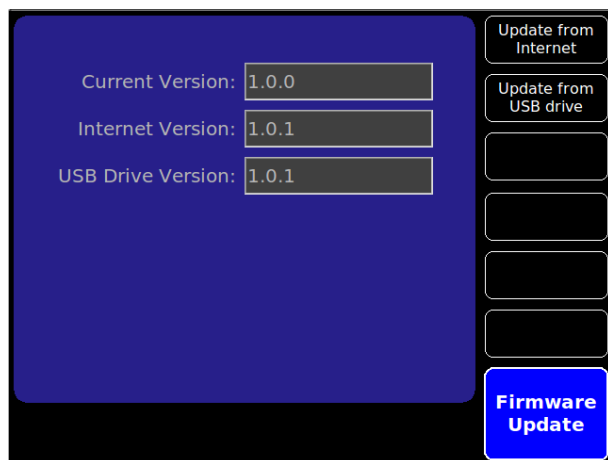 Current Version: 1.0.0
Internet Version: 1.0.1
USB Drive Version: 1.0.1
Update from
Internet
Update from
USB drive
Firmware
Update